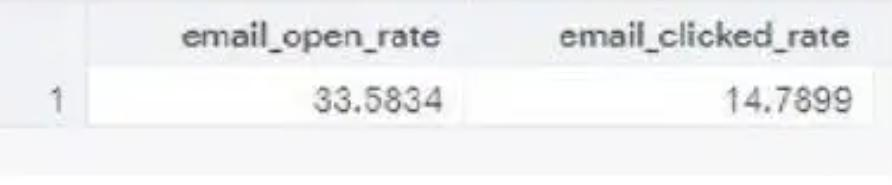 email_open_rate email_clicked_rate
1 33.5834 14.7899